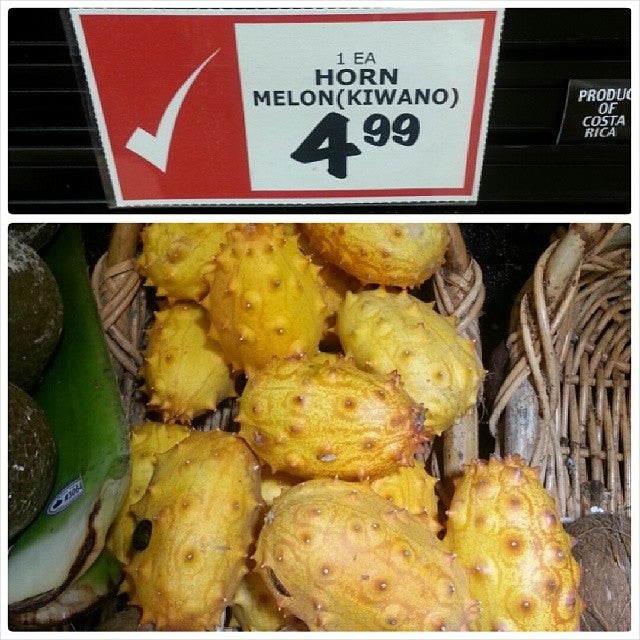 1 EA
HORN
MELON(KIWANO)
4.99
PRODUC
OF
COSTA
RICA